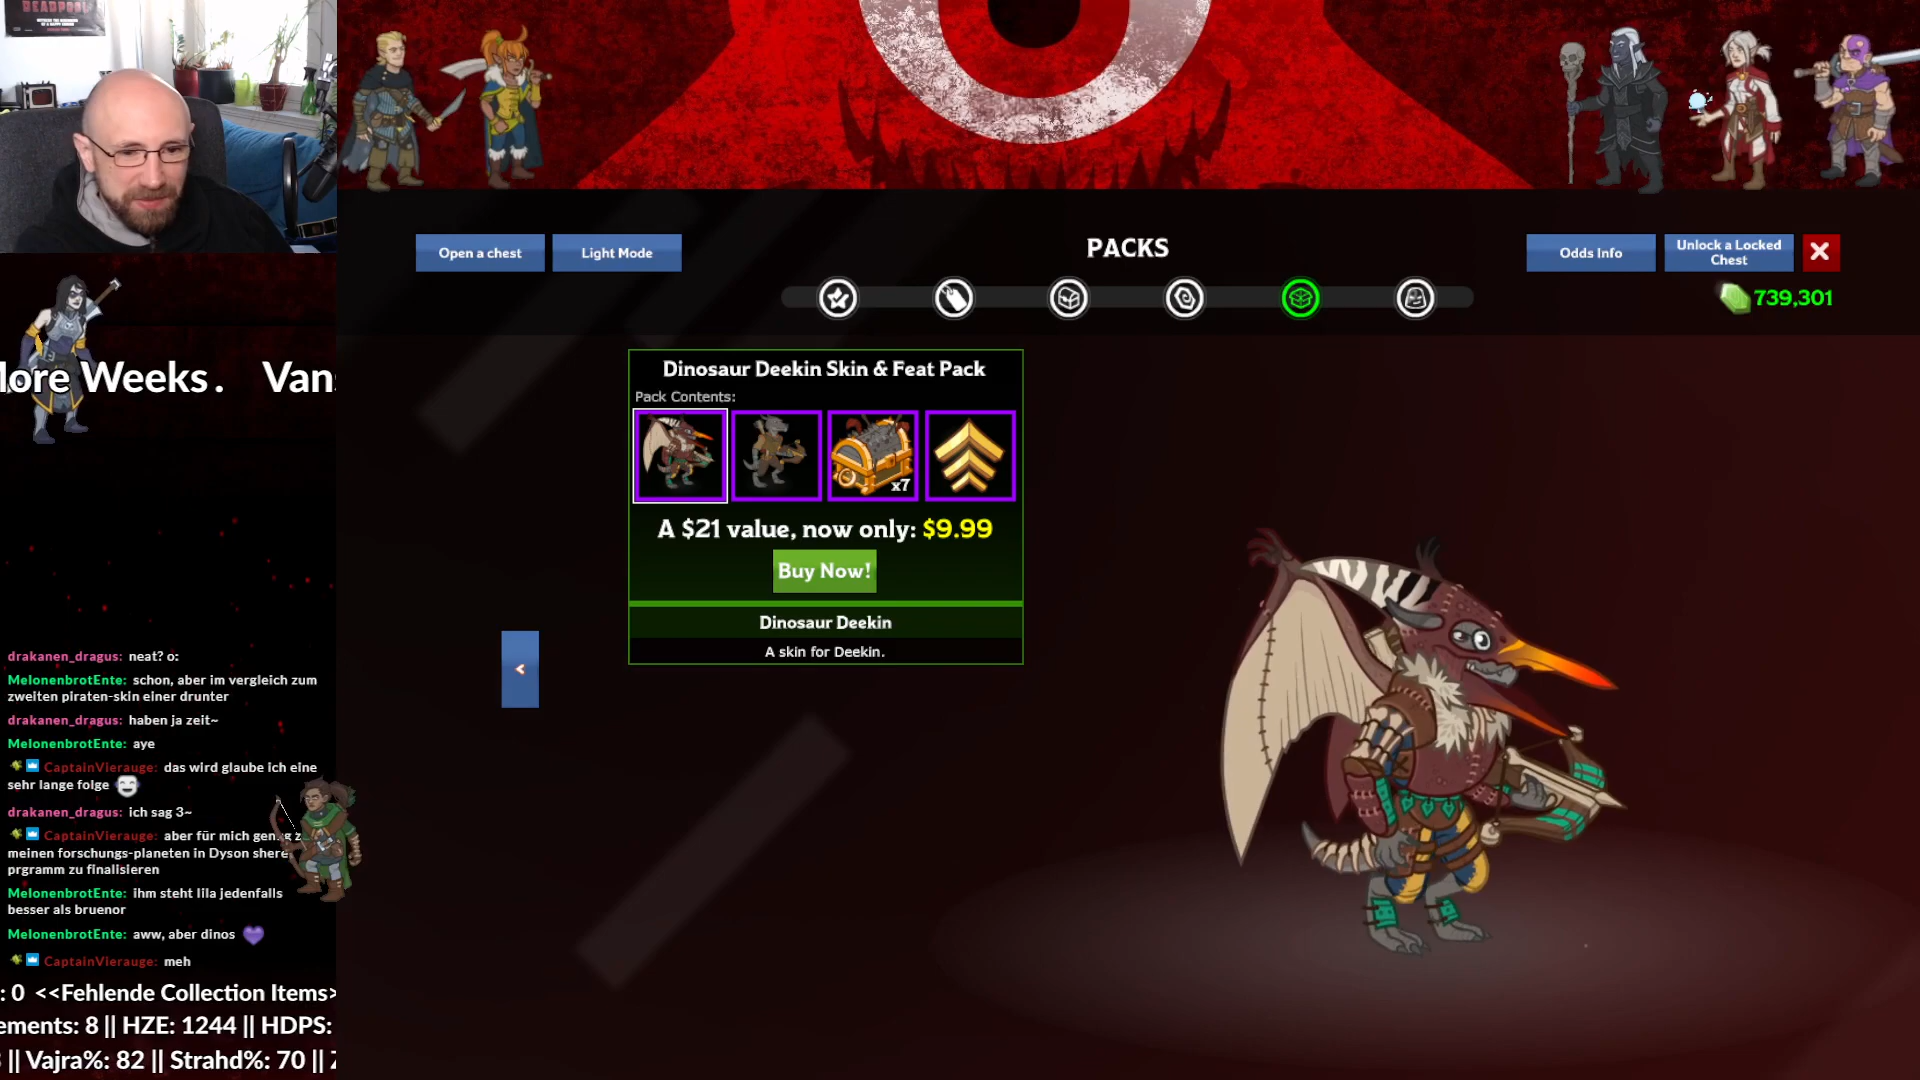 DEADPOOL
Open a chest
Light Mode
PACKS
Odds Info
Unlock a Locked
Chest
739,301
More Weeks. Van
Dinosaur Deekin Skin & Feat Pack
Pack Contents:
x7
A $21 value, now only: $9.99
Buy Now!
Dinosaur Deekin
A skin for Deekin.
<
drakanen_dragus: neat? o:
MelonenbrotEnte: schon, aber im vergleich zum
zweiten piraten-skin einer drunter
drakanen_dragus: haben ja zeit~
MelonenbrotEnte: aye
CaptainVierauge: das wird glaube ich eine
sehr lange folge
drakanen_dragus: ich sag 3~
CaptainVierauge: aber für mich genug z
meinen forschungs-planeten in Dyson shere
prgramm zu finalisieren
MelonenbrotEnte: ihm steht lila jedenfalls
besser als bruenor
MelonenbrotEnte: aww, aber dinos
CaptainVierauge: meh
: 0 <<Fehlende Collection Items>
ements: 8 || HZE: 1244 || HDPS:
|| Vajra%: 82 || Strahd%: 70 ||